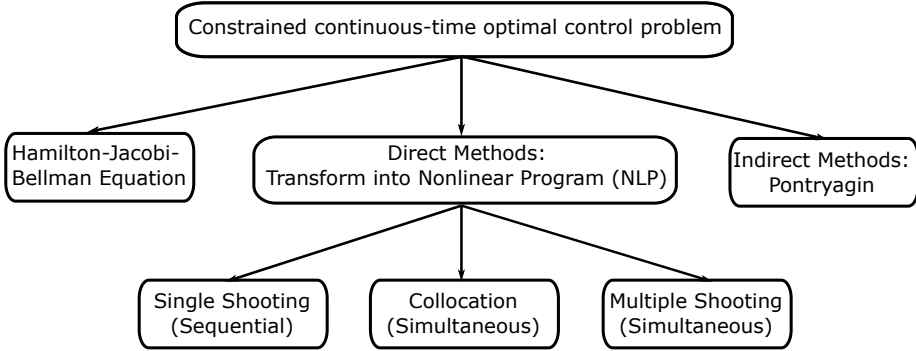 Constrained continuous-time optimal control problem
Hamilton-Jacobi-
Bellman Equation
Direct Methods:
Transform into Nonlinear Program (NLP)
Indirect Methods:
Pontryagin
Single Shooting
(Sequential)
Collocation
(Simultaneous)
Multiple Shooting
(Simultaneous)